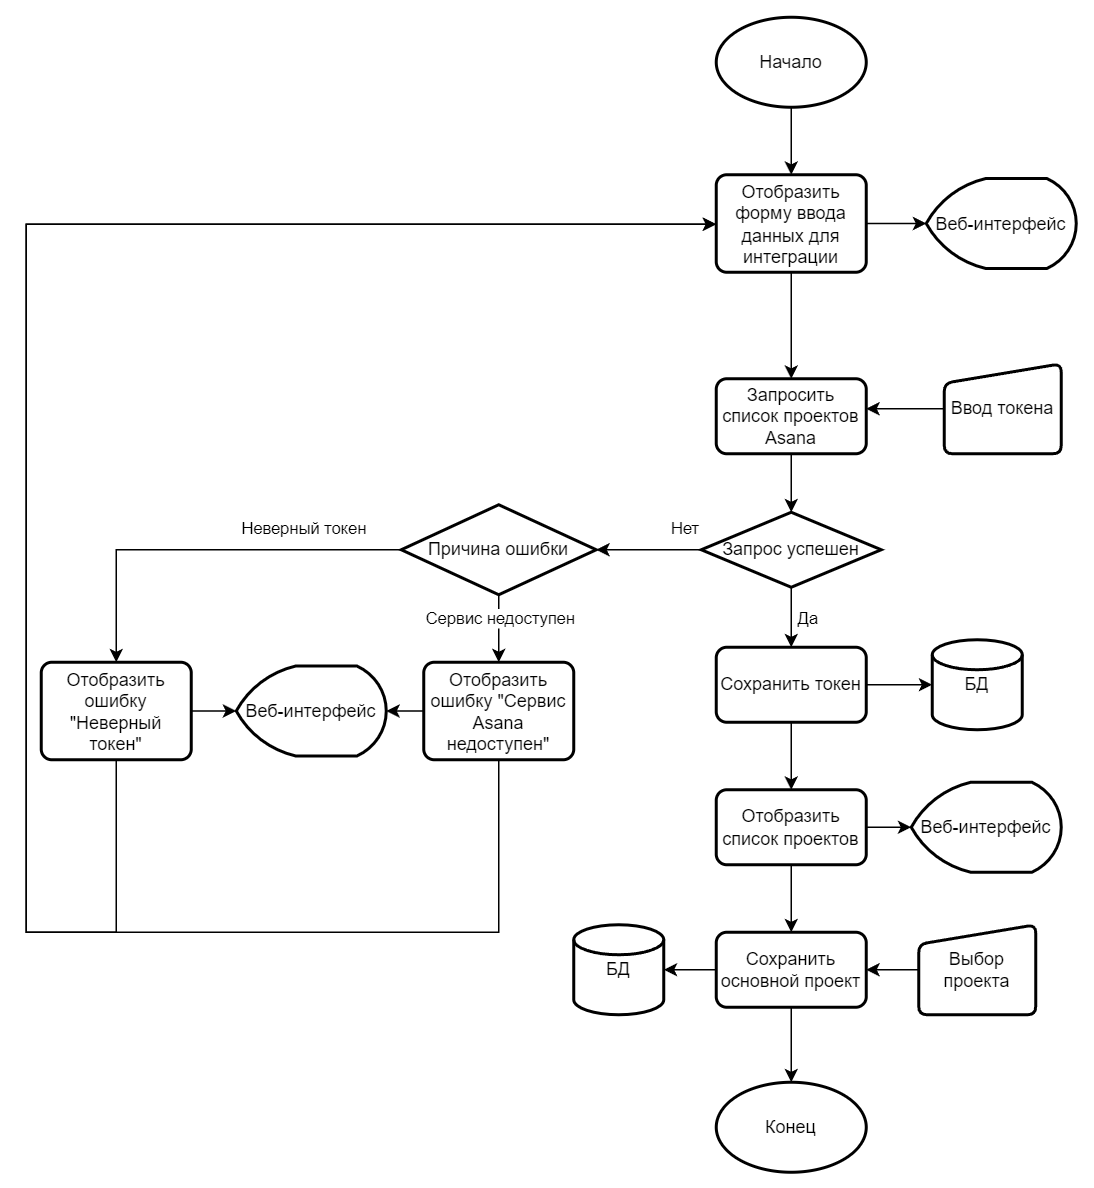 Начало
Отобразить
форму ввода
данных для
интеграции
Веб-интерфейс
Запросить
список проектов
Asana
Ввод токена
Неверный токен
Причина ошибки
Нет
Запрос успешен
Сервис недоступен
Да
Отобразить
ошибку
"Неверный
токен"
Веб-интерфейс
Отобразить
ошибку "Сервис
Asana
недоступен"
Сохранить токен
БД
Отобразить
список проектов
Веб-интерфейс
БД
Сохранить
основной проект
Выбор
проекта
Конец